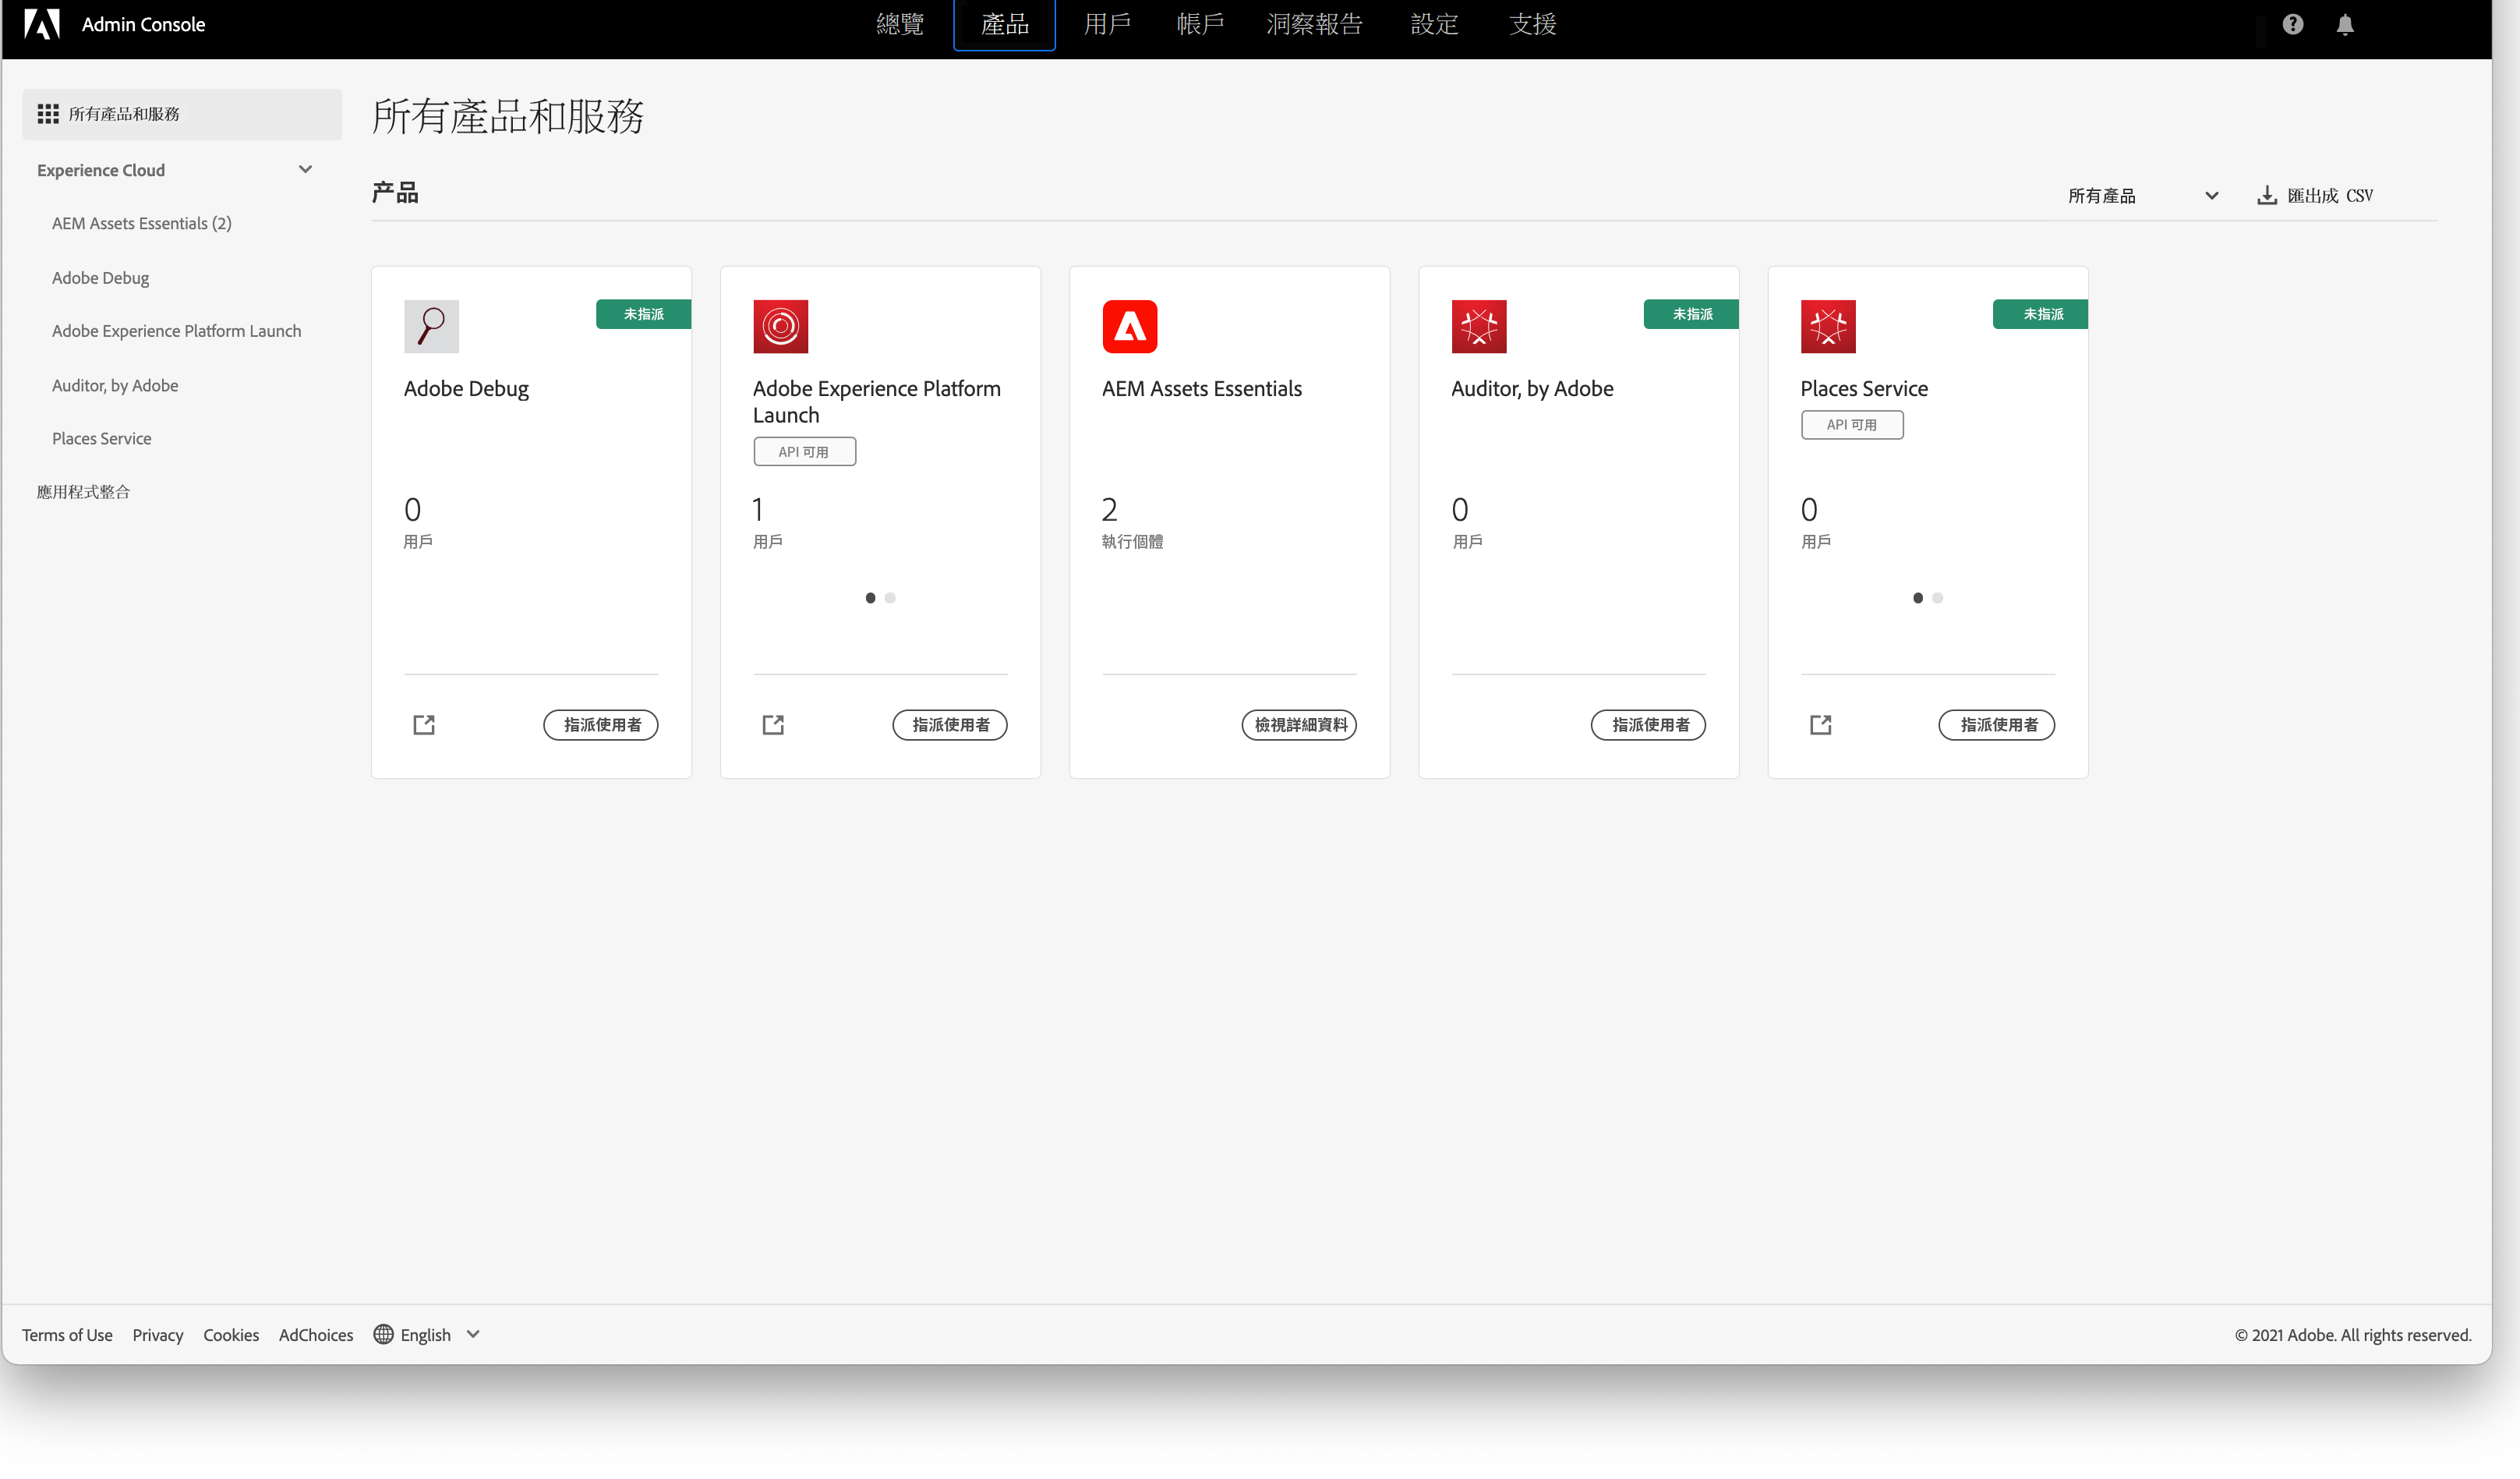 Admin Console
總覽
產品
用戶
帳戶
洞察報告
設定
支援
所有產品和服務
Experience Cloud
AEM Assets Essentials (2)
Adobe Debug
Adobe Experience Platform Launch
Auditor, by Adobe
Places Service
應用程式整合
所有產品和服務
产品
所有產品
匯出成 CSV
未指派
Adobe Debug
0
用戶
指派使用者
Adobe Experience Platform
Launch
API 可用
1
用戶
指派使用者
AEM Assets Essentials
2
執行個體
檢視詳細資料
未指派
Auditor, by Adobe
0
用戶
指派使用者
未指派
Places Service
API 可用
0
用戶
指派使用者
Terms of Use
Privacy
Cookies
AdChoices
English
© 2021 Adobe. All rights reserved.